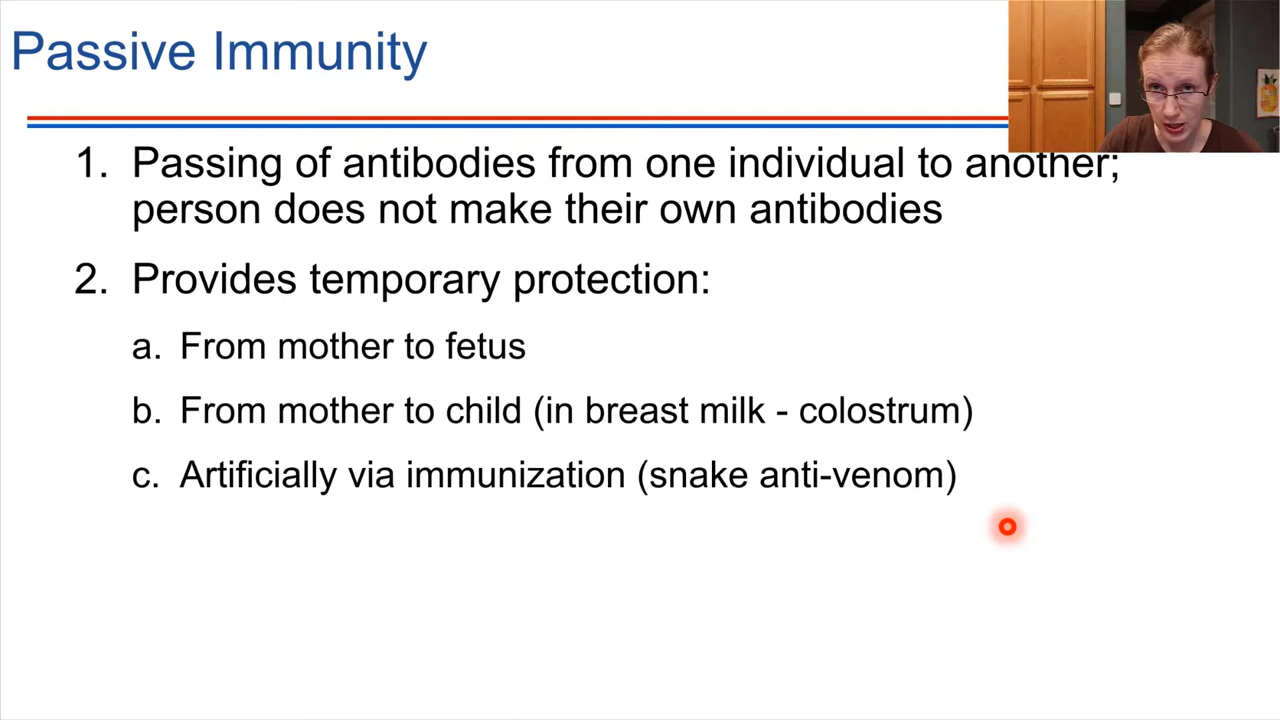 Passive Immunity
1. Passing of antibodies from one individual to another;
person does not make their own antibodies
2. Provides temporary protection:
a. From mother to fetus
b. From mother to child (in breast milk - colostrum)
c. Artificially via immunization (snake anti-venom)